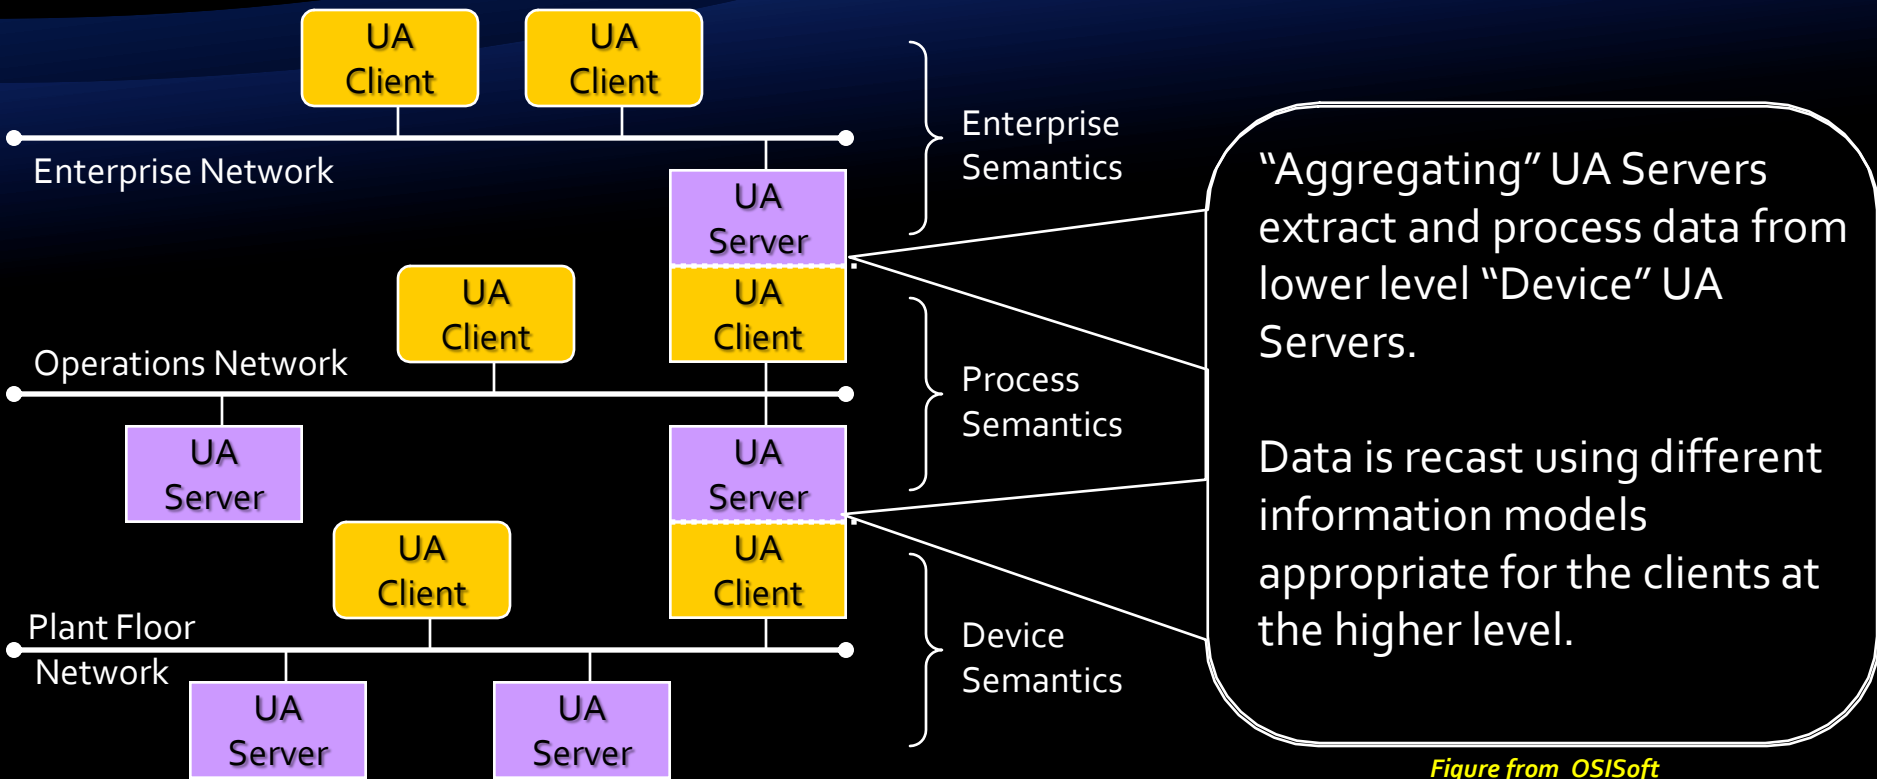 UA
Client
UA
Client
Enterprise Network
UA
Server
UA
Client
UA
Client
Operations Network
UA
Server
UA
Server
UA
Client
UA
Client
Plant Floor
Network
UA
Server
UA
Server
Enterprise
Semantics
Process
Semantics
Device
Semantics
“Aggregating” UA Servers
extract and process data from
lower level “Device” UA
Servers.
Data is recast using different
information models
appropriate for the clients at
the higher level.
Figure from OSISoft